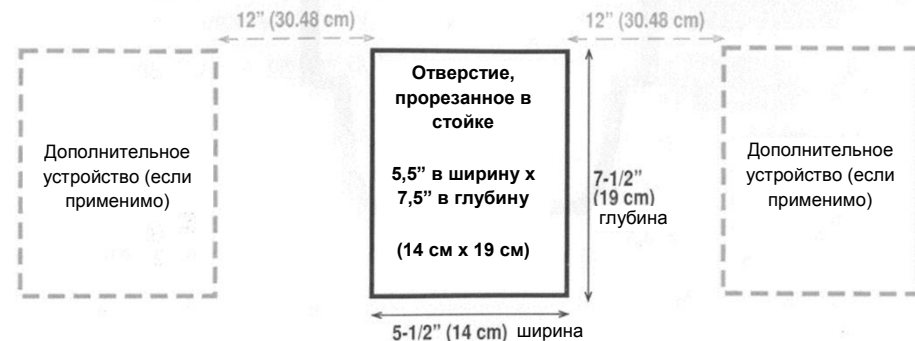 12” (30.48 cm)
12” (30.48 cm)
Дополнительное
устройство (если
применимо)
Отверстие,
прорезанное в
стойке
5,5” в ширину x
7,5” в глубину
(14 см x 19 см)
7-1/2”
(19 cm)
глубина
Дополнительное
устройство (если
применимо)
5-1/2” (14 cm) ширина